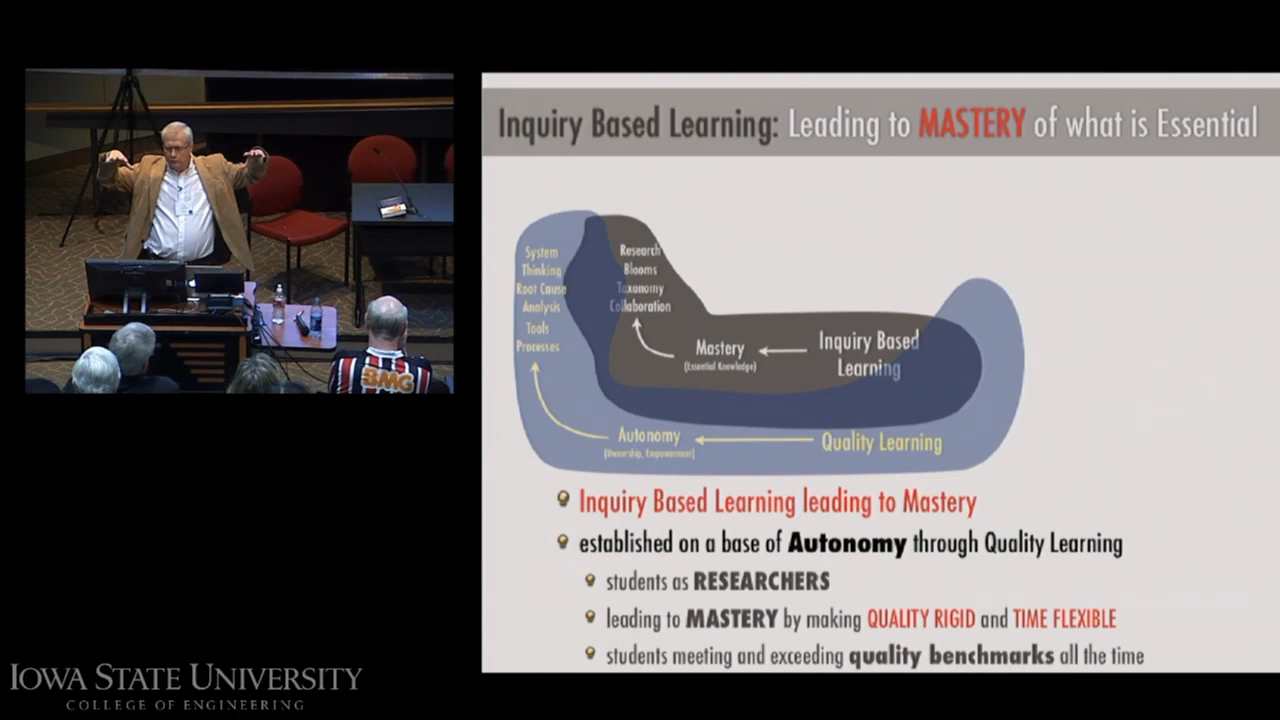 Inquiry Based Learning: Leading to MASTERY of what is Essential
System
Thinking
Root Cause
Analysis
Tools
Processes
Research
Blooms
Taxonomy
Collaboration
Mastery
(Essential Knowledge)
Inquiry Based
Learning
Autonomy
(Ownership, Empowerment)
Quality Learning
Inquiry Based Learning leading to Mastery
established on a base of Autonomy through Quality Learning
students as RESEARCHERS
leading to MASTERY by making QUALITY RIGID and TIME FLEXIBLE
students meeting and exceeding quality benchmarks all the time
BMG
IOWA STATE UNIVERSITY
COLLEGE OF ENGINEERING